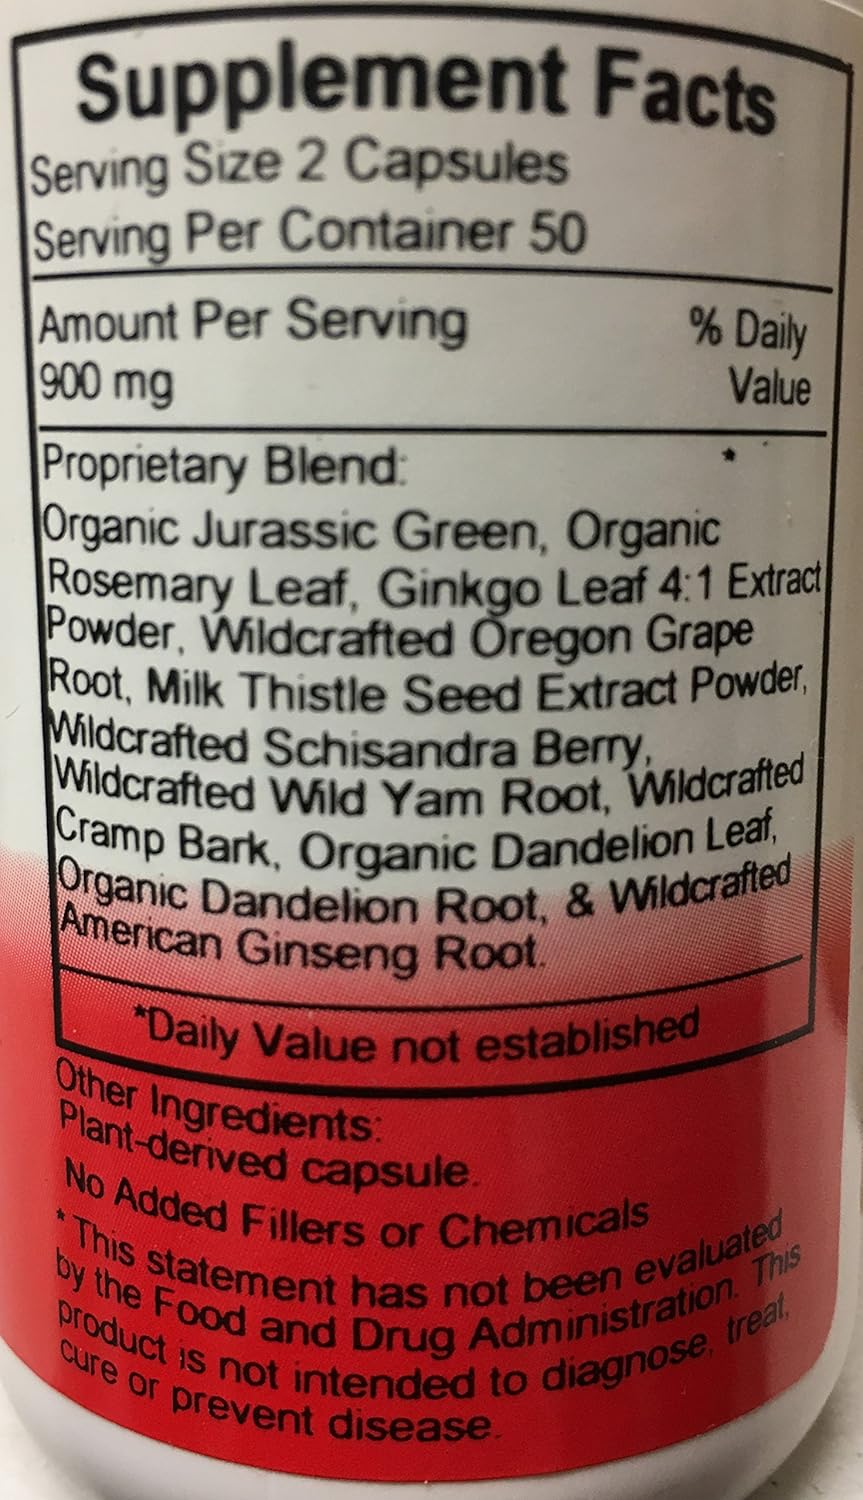 Supplement Facts
Serving Size 2 Capsules
Serving Per Container 50
Amount Per Serving % Daily
900 mg Value
Proprietary Blend: *
Organic Jurassic Green, Organic
Rosemary Leaf, Ginkgo Leaf 4:1 Extract
Powder, Wildcrafted Oregon Grape
Root, Milk Thistle Seed Extract Powder,
Wildcrafted Schisandra Berry,
Wildcrafted Wild Yam Root, Wildcrafted
Cramp Bark, Organic Dandelion Leaf,
Organic Dandelion Root, & Wildcrafted
American Ginseng Root.
*Daily Value not established
Other Ingredients:
Plant-derived capsule.
No Added Fillers or Chemicals
* This statement has not been evaluated
by the Food and Drug Administration. This
product is not intended to diagnose, treat,
cure or prevent disease.